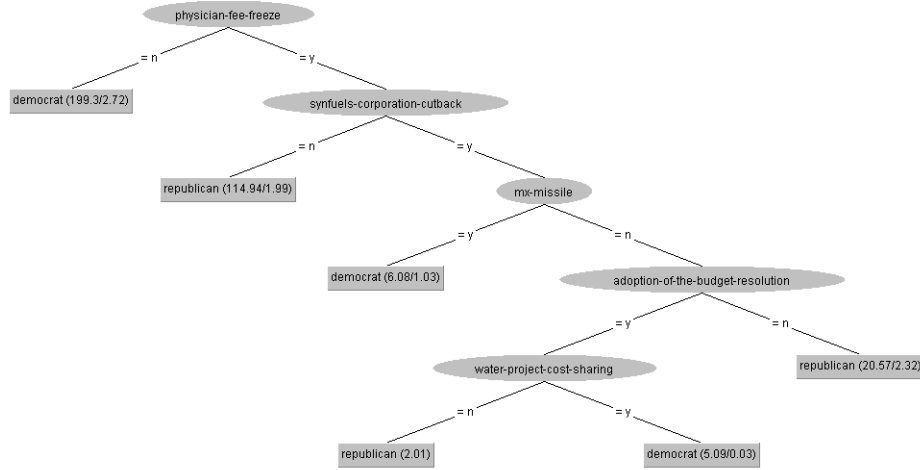 physician-fee-freeze
= n
= y
democrat (199.3/2.72)
synfuels-corporation-cutback
= n
= y
republican (114.94/1.99)
mx-missile
= y
= n
democrat (6.08/1.03)
adoption-of-the-budget-resolution
= y
= n
water-project-cost-sharing
republican (20.57/2.32)
= n
= y
republican (2.01)
democrat (5.09/0.03)